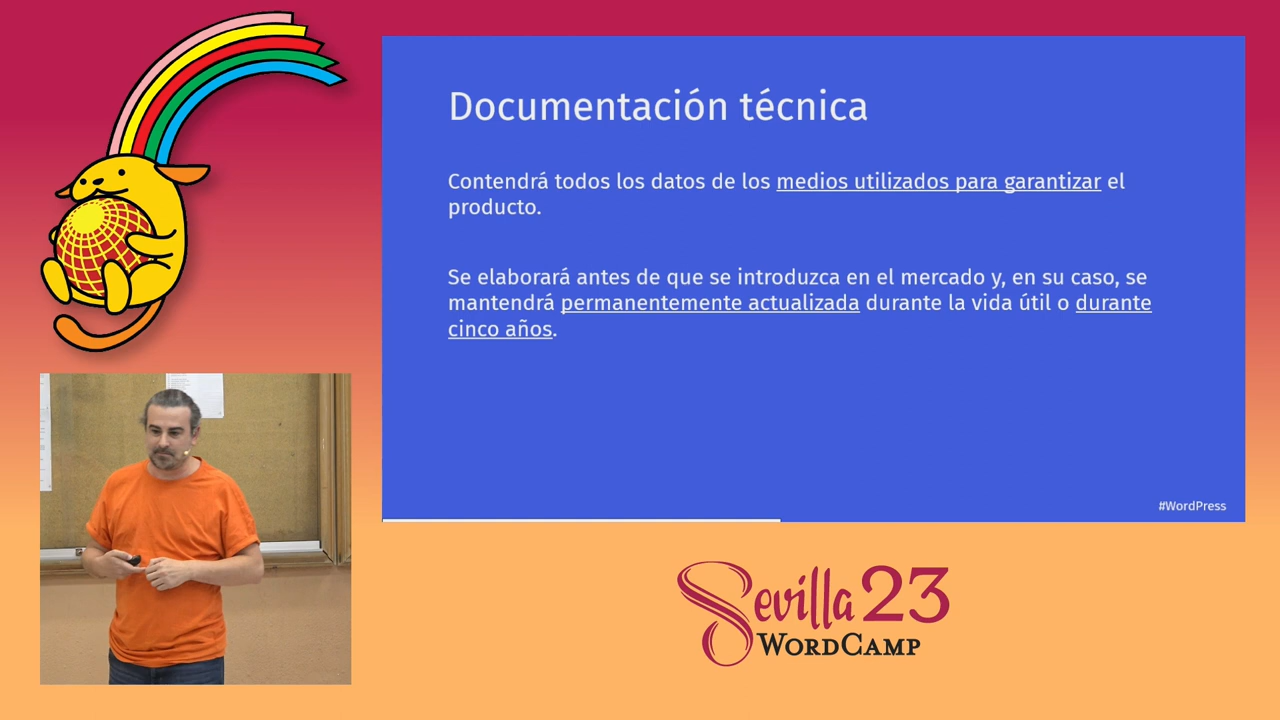 Documentación técnica
Contendrá todos los datos de los medios utilizados para garantizar el
producto.
Se elaborará antes de que se introduzca en el mercado y, en su caso, se
mantendrá permanentemente actualizada durante la vida útil o durante
cinco años.
#WordPress
Sevilla 23
WORDCAMP